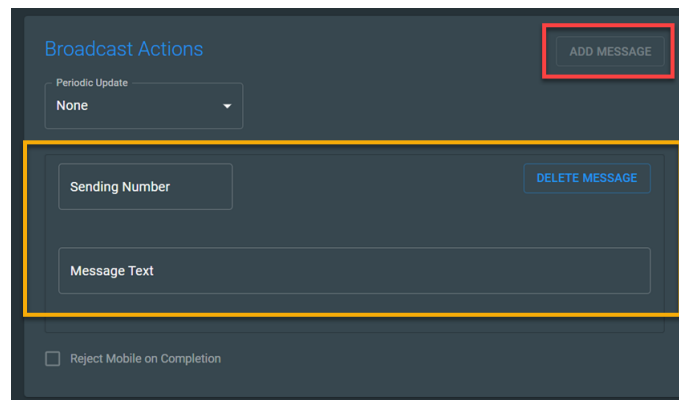 Broadcast Actions
ADD MESSAGE
Periodic Update
None
Sending Number
DELETE MESSAGE
Message Text
Reject Mobile on Completion